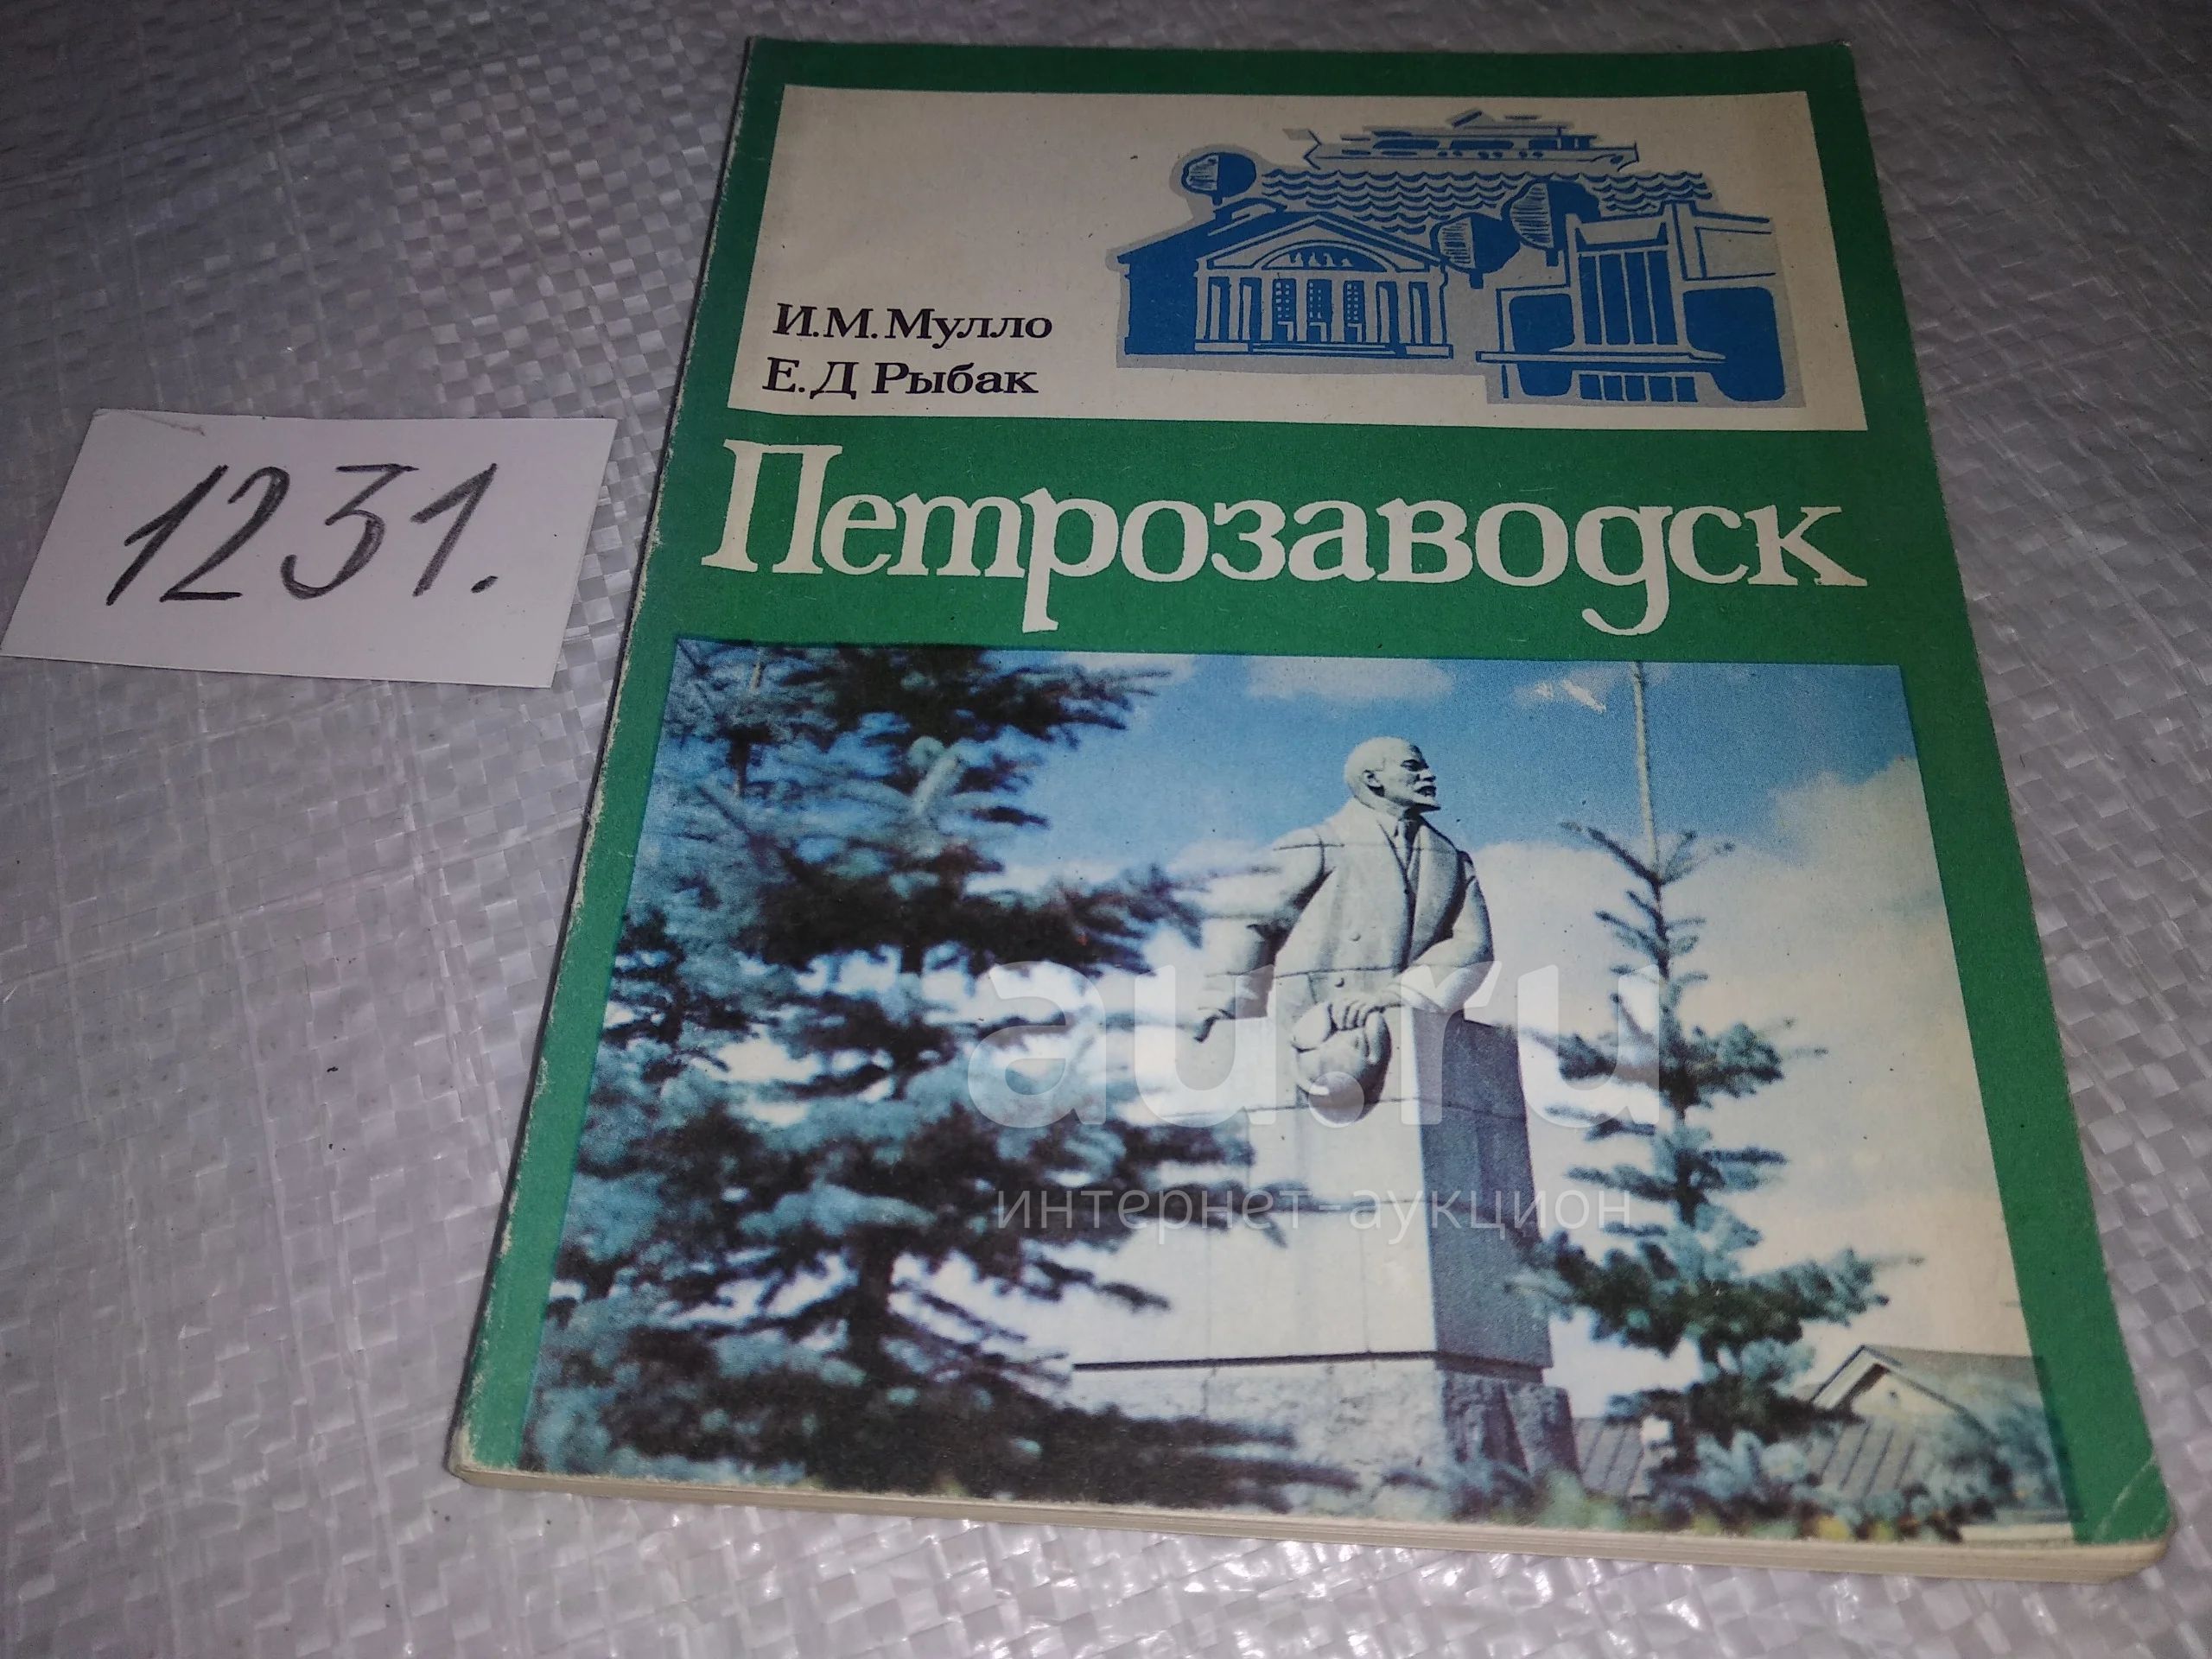 И.М.Мулло
Е.Д Рыбак
Петрозаводск
1231.
au.ru
интернет-аукцион